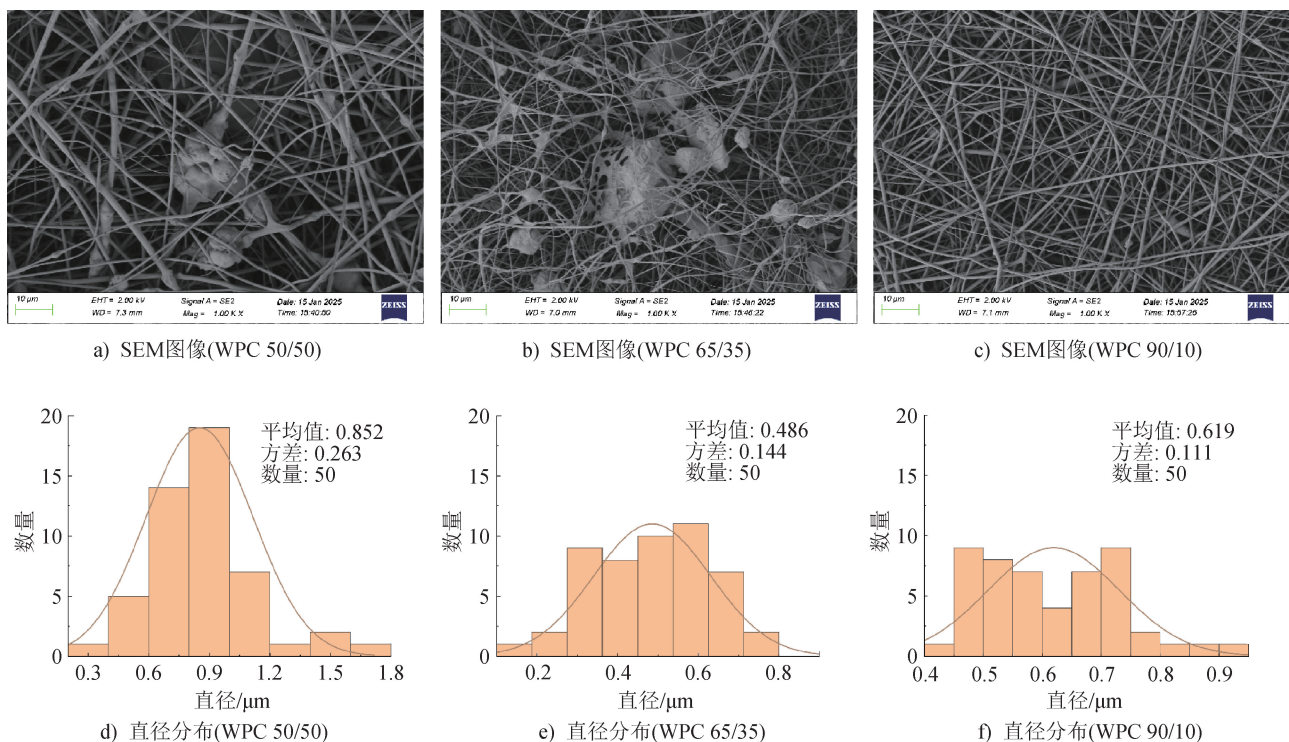 10 μm EHT = 2.00 kV Signal A = SE2 Date: 15 Jan 2025 ZEISS
WD = 7.3 mm Mag = 1.00 K X
10 μm EHT = 2.00 kV Signal A = SE2 Date: 15 Jan 2025 ZEISS
WD = 7.0 mm Mag = 1.00 K X Time: 15:46:22
10 μm EHT = 2.00 kV Signal A = SE2 Date: 15 Jan 2025 ZEISS
WD = 7.1 mm Mag = 1.00 K X
a) SEM图像(WPC 50/50)
b) SEM图像(WPC 65/35)
c) SEM图像(WPC 90/10)
平均值: 0.852
方差: 0.263
数量: 50
20
15
10
5
0
数量
0.3 0.6 0.9 1.2 1.5 1.8
直径/μm
d) 直径分布(WPC 50/50)
平均值: 0.486
方差: 0.144
数量: 50
20
15
10
5
0
数量
0.2 0.4 0.6 0.8
直径/μm
e) 直径分布(WPC 65/35)
平均值: 0.619
方差: 0.111
数量: 50
20
15
10
5
0
数量
0.4 0.5 0.6 0.7 0.8 0.9
直径/μm
f) 直径分布(WPC 90/10)